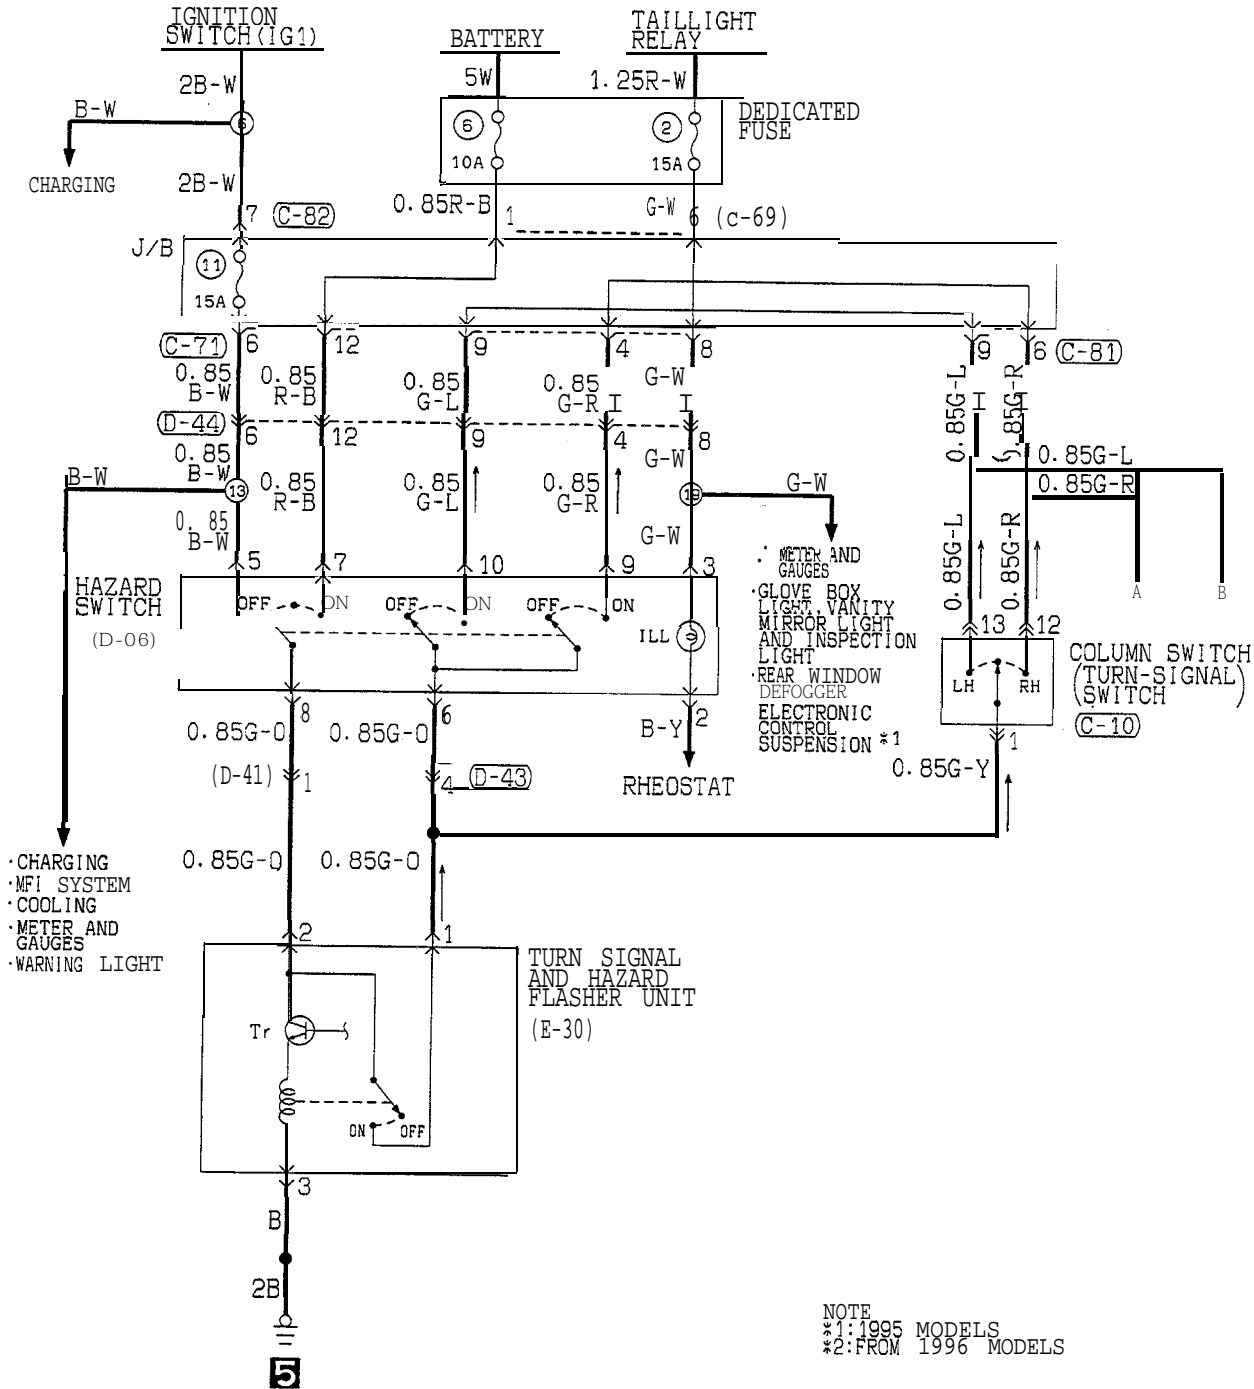 IGNITION
SWITCH(IG1)
BATTERY
TAILLIGHT
RELAY
2B-W
5W
1.25R-W
B-W
6
DEDICATED
FUSE
6
10A
2
15A
CHARGING
2B-W
0.85R-B
1
G-W
6
(c-69)
7
C-82
J/B
11
15A
C-71
6
12
9
4
8
9
6
C-81
0.85
B-W
0.85
R-B
0.85
G-L
0.85
G-R
I
G-W
I
0.85G-L
I
.85G-R
I
D-44
6
12
9
4
8
0.85
B-W
B-W
13
0.85
R-B
0.85
G-L
0.85
G-R
G-W
19
G-W
0.85G-L
0.85G-R
A
B
0.85
B-W
G-W
0.85G-L
0.85G-R
5
7
10
9
3
HAZARD
SWITCH
(D-06)
OFF
ON
OFF
ON
OFF
ON
ILL
METER AND
GAUGES
·GLOVE BOX
LIGHT, VANITY
MIRROR LIGHT
AND INSPECTION
LIGHT
·REAR WINDOW
DEFOGGER
ELECTRONIC
CONTROL
SUSPENSION *1
13
12
LH
RH
COLUMN SWITCH
(TURN-SIGNAL)
SWITCH
C-10
1
0.85G-Y
8
6
2
0.85G-O
0.85G-O
B-Y
(D-41)
1
4
D-43
RHEOSTAT
0.85G-O
0.85G-O
·CHARGING
·MFI SYSTEM
·COOLING
·METER AND
GAUGES
·WARNING LIGHT
2
1
TURN SIGNAL
AND HAZARD
FLASHER UNIT
(E-30)
Tr
ON
OFF
3
B
2B
5
NOTE
*1:1995 MODELS
*2:FROM 1996 MODELS